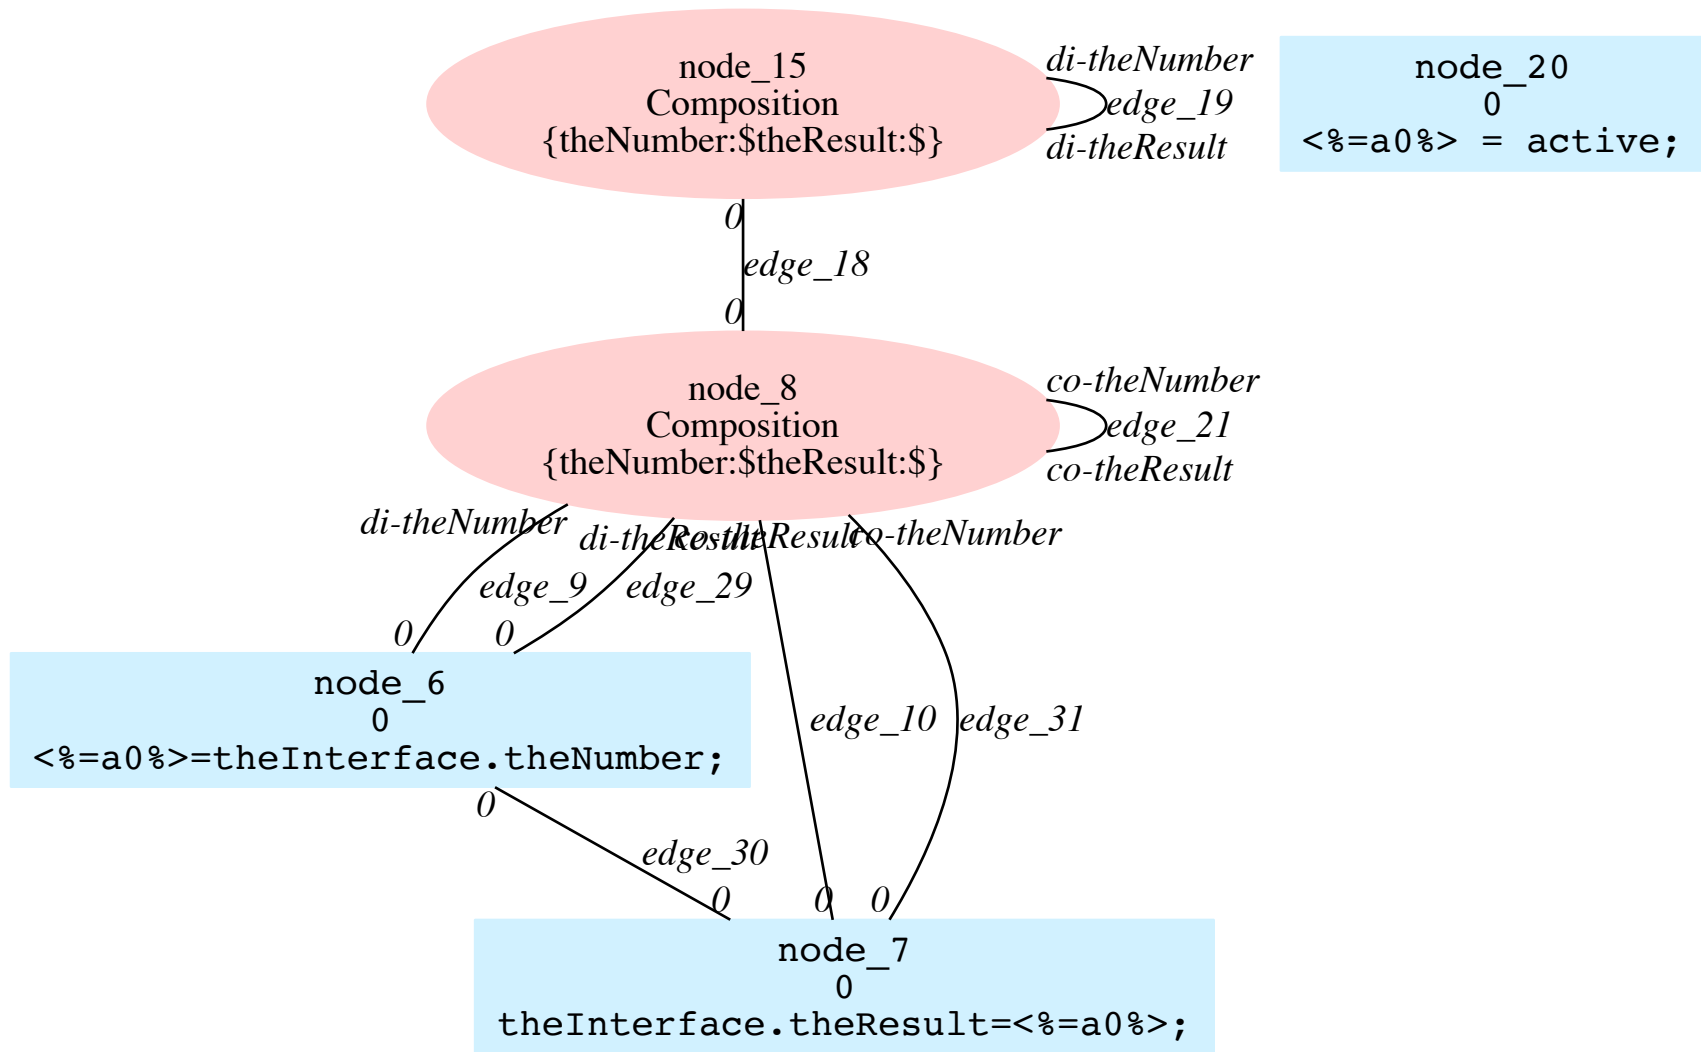 node_15
Composition
{theNumber:$theResult:$}
di-theNumber
edge_19
di-theResult
node_20
0
<%=a0%> = active;
0
edge_18
0
node_8
Composition
{theNumber:$theResult:$}
co-theNumber
edge_21
co-theResult
di-theNumber
di-theResult
co-theResult
co-theNumber
edge_9
edge_29
0
0
node_6
0
<%=a0%>=theInterface.theNumber;
edge_10
edge_31
0
edge_30
0
0
0
node_7
0
theInterface.theResult=<%=a0%>;